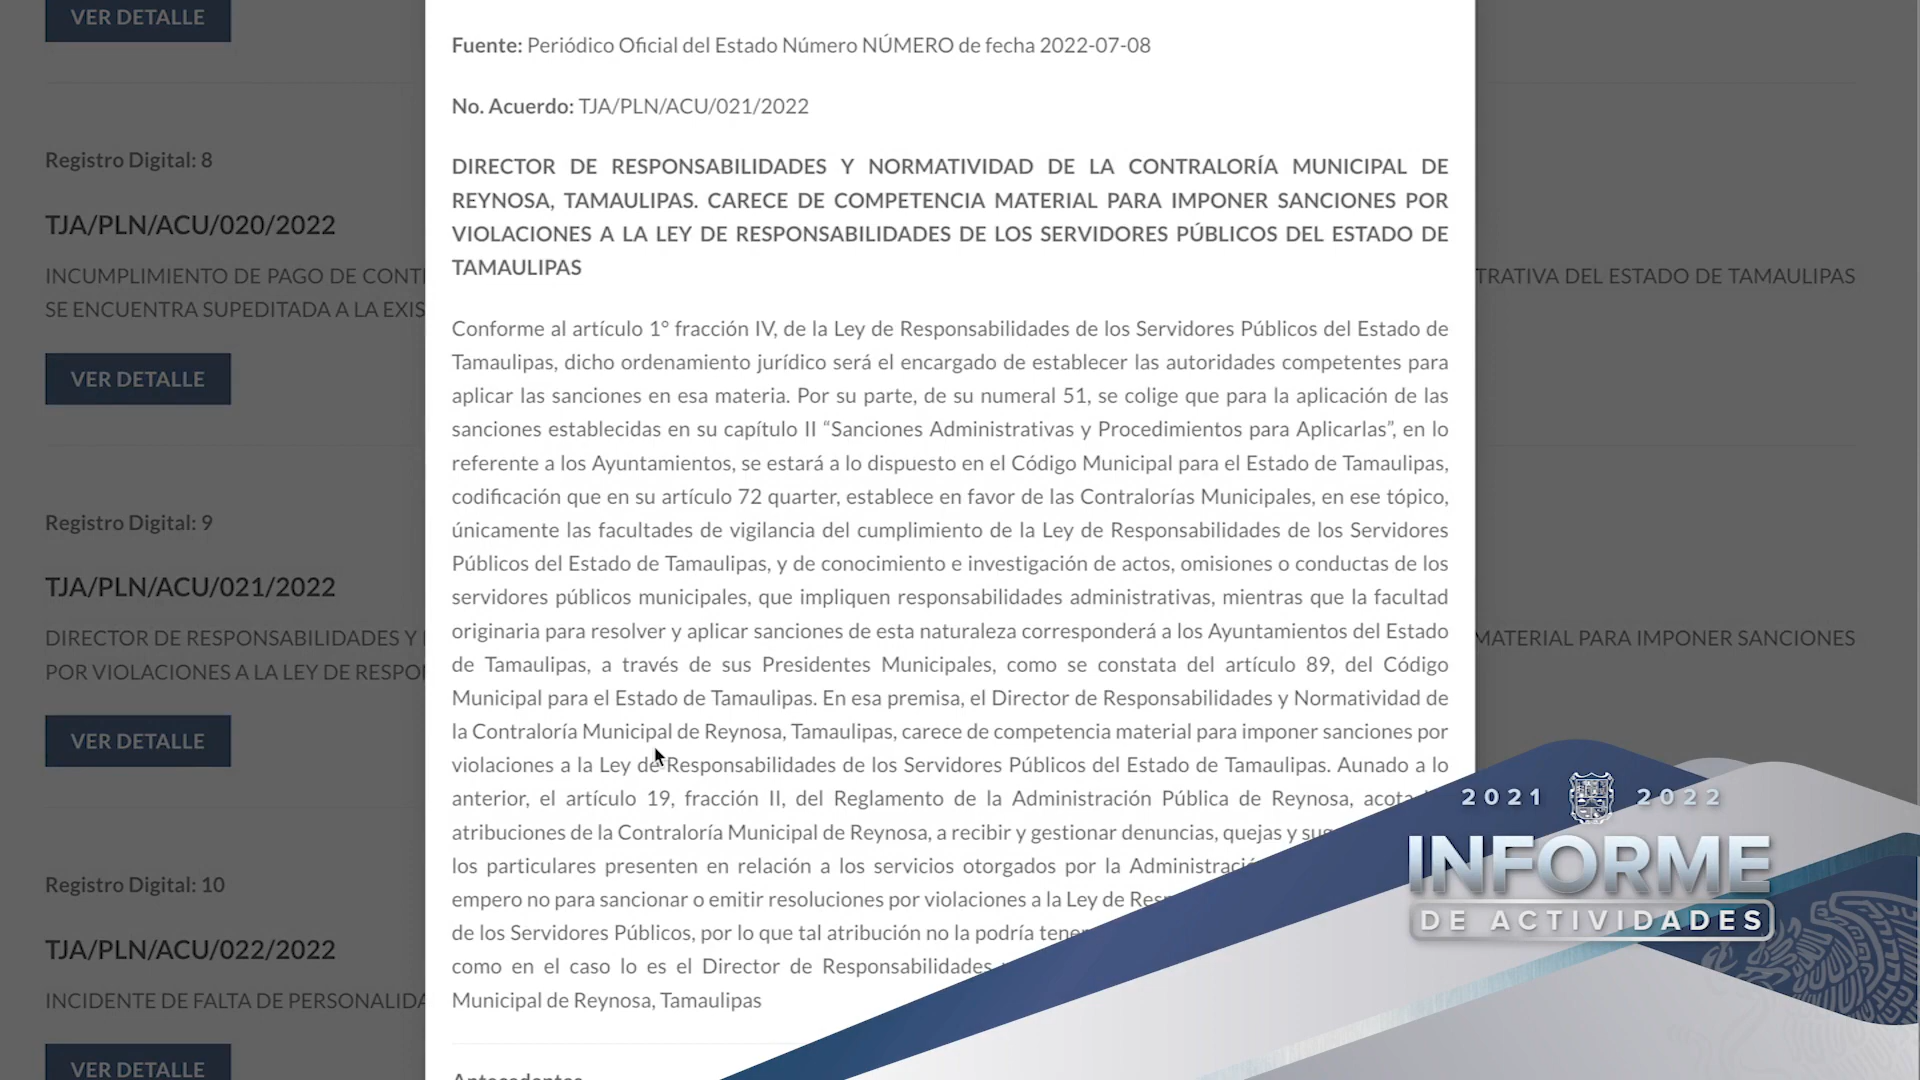 VER DETALLE
Registro Digital: 8
TJA/PLN/ACU/020/2022
INCUMPLIMIENTO DE PAGO DE
TRATIVA DEL ESTADO DE TAMAULIPAS
SE ENCUENTRA SUPEDITADA A LA
VER DETALLE
Registro Digital: 9
TJA/PLN/ACU/021/2022
DIRECTOR DE RESPONSABILIDADES Y
MATERIAL PARA IMPONER SANCIONES
POR VIOLACIONES A LA LEY DE
VER DETALLE
Registro Digital: 10
TJA/PLN/ACU/022/2022
INCIDENTE DE FALTA DE
VER DETALLE
Fuente: Periódico Oficial del Estado Número NÚMERO de fecha 2022-07-08
No. Acuerdo: TJA/PLN/ACU/021/2022
DIRECTOR DE RESPONSABILIDADES Y NORMATIVIDAD DE LA CONTRALORÍA MUNICIPAL DE
REYNOSA, TAMAULIPAS. CARECE DE COMPETENCIA MATERIAL PARA IMPONER SANCIONES POR
VIOLACIONES A LA LEY DE RESPONSABILIDADES DE LOS SERVIDORES PÚBLICOS DEL ESTADO DE
TAMAULIPAS
Conforme al artículo 1° fracción IV, de la Ley de Responsabilidades de los Servidores Públicos del Estado de
Tamaulipas, dicho ordenamiento jurídico será el encargado de establecer las autoridades competentes para
aplicar las sanciones en esa materia. Por su parte, de su numeral 51, se colige que para la aplicación de las
sanciones establecidas en su capítulo II “Sanciones Administrativas y Procedimientos para Aplicarlas”, en lo
referente a los Ayuntamientos, se estará a lo dispuesto en el Código Municipal para el Estado de Tamaulipas,
codificación que en su artículo 72 quarter, establece en favor de las Contralorías Municipales, en ese tópico,
únicamente las facultades de vigilancia del cumplimiento de la Ley de Responsabilidades de los Servidores
Públicos del Estado de Tamaulipas, y de conocimiento e investigación de actos, omisiones o conductas de los
servidores públicos municipales, que impliquen responsabilidades administrativas, mientras que la facultad
originaria para resolver y aplicar sanciones de esta naturaleza corresponderá a los Ayuntamientos del Estado
de Tamaulipas, a través de sus Presidentes Municipales, como se constata del artículo 89, del Código
Municipal para el Estado de Tamaulipas. En esa premisa, el Director de Responsabilidades y Normatividad de
la Contraloría Municipal de Reynosa, Tamaulipas, carece de competencia material para imponer sanciones por
violaciones a la Ley de Responsabilidades de los Servidores Públicos del Estado de Tamaulipas. Aunado a lo
anterior, el artículo 19, fracción II, del Reglamento de la Administración Pública de Reynosa, acota
atribuciones de la Contraloría Municipal de Reynosa, a recibir y gestionar denuncias, quejas y
los particulares presenten en relación a los servicios otorgados por la
empero no para sancionar o emitir resoluciones por violaciones a la Ley de
de los Servidores Públicos, por lo que tal atribución no la podría
como en el caso lo es el Director de Responsabilidades
Municipal de Reynosa, Tamaulipas
2021 2022
INFORME
DE ACTIVIDADES